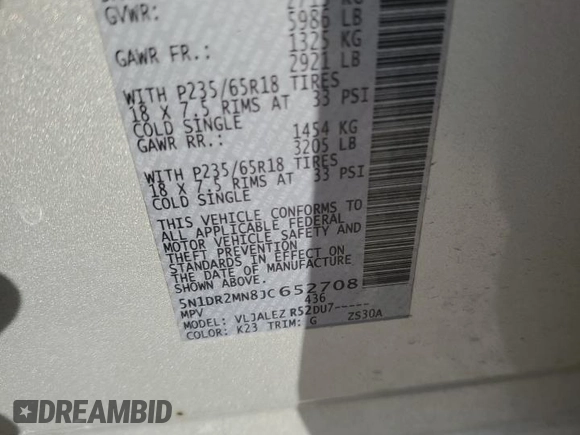 GVWR:
5986 LB
GAWR FR.: 1325 KG
2921 LB
WITH P235/65R18 TIRES
18 X 7.5 RIMS AT 33 PSI
COLD SINGLE
GAWR RR.: 1454 KG
3205 LB
WITH P235/65R18 TIRES
18 X 7.5 RIMS AT 33 PSI
COLD SINGLE
THIS VEHICLE CONFORMS TO
ALL APPLICABLE FEDERAL
MOTOR VEHICLE SAFETY AND
THEFT PREVENTION
STANDARDS IN EFFECT ON
THE DATE OF MANUFACTURE
SHOWN ABOVE.
5N1DR2MN8JC652708
MPV 436
MODEL: VLJALEZ R52DU7-----
COLOR: K23 TRIM: G ZS30A
DREAMBID